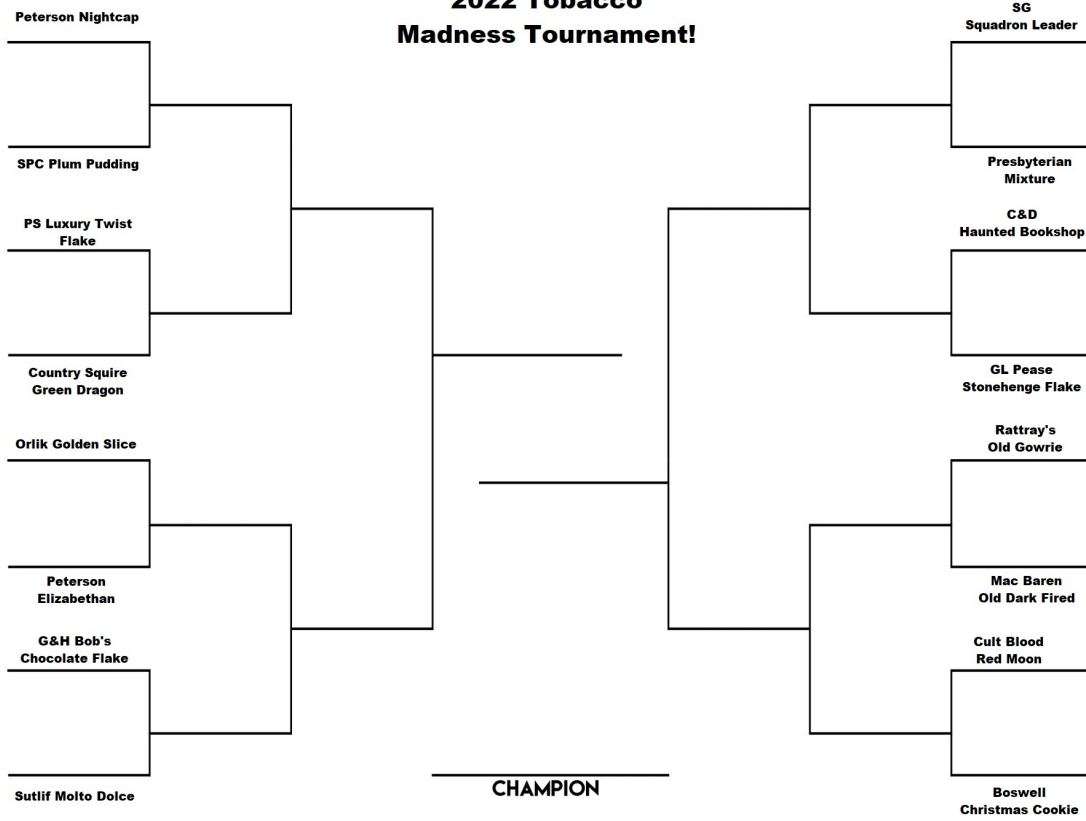 2022 Tobacco
Madness Tournament!
Peterson Nightcap
SPC Plum Pudding
PS Luxury Twist
Flake
Country Squire
Green Dragon
Orlik Golden Slice
Peterson
Elizabethan
G&H Bob's
Chocolate Flake
Sutlif Molto Dolce
SG
Squadron Leader
Presbyterian
Mixture
C&D
Haunted Bookshop
GL Pease
Stonehenge Flake
Rattray's
Old Gowrie
Mac Baren
Old Dark Fired
Cult Blood
Red Moon
Boswell
Christmas Cookie
CHAMPION